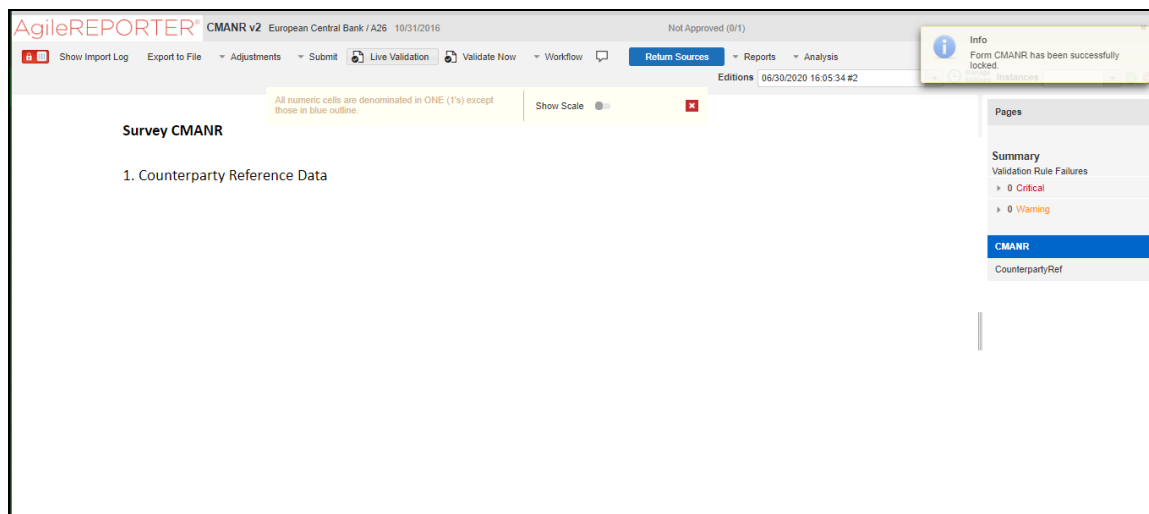 AgileREPORTER® CMANR v2 European Central Bank / A26 10/31/2016 Not Approved (0/1)
Info
Form CMANR has been successfully
locked.
Show Import Log Export to File Adjustments Submit Live Validation Validate Now Workflow Return Sources Reports Analysis
Editions 06/30/2020 16:05:34 #2 Instances
All numeric cells are denominated in ONE (1's) except
those in blue outline.
Show Scale
Survey CMANR
1. Counterparty Reference Data
Pages
Summary
Validation Rule Failures
0 Critical
0 Warning
CMANR
CounterpartyRef